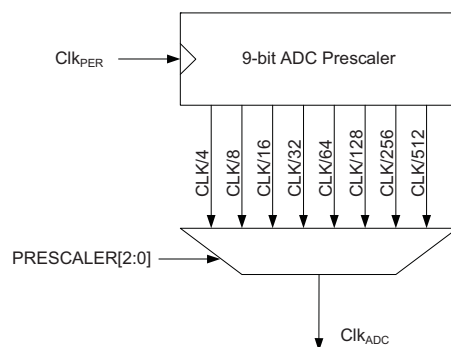 9-bit ADC Prescaler
Clk_PER
CLK/4
CLK/8
CLK/16
CLK/32
CLK/64
CLK/128
CLK/256
CLK/512
PRESCALER[2:0]
Clk_ADC